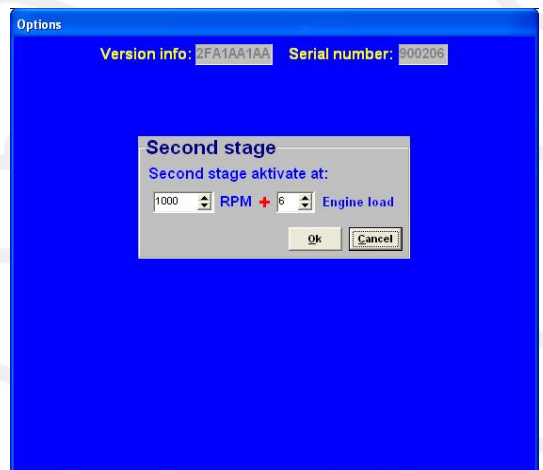 Options
Version info: 2FA1AA1AA Serial number: 900206
Second stage
Second stage aktivate at:
1000 RPM + 6 Engine load
Ok Cancel